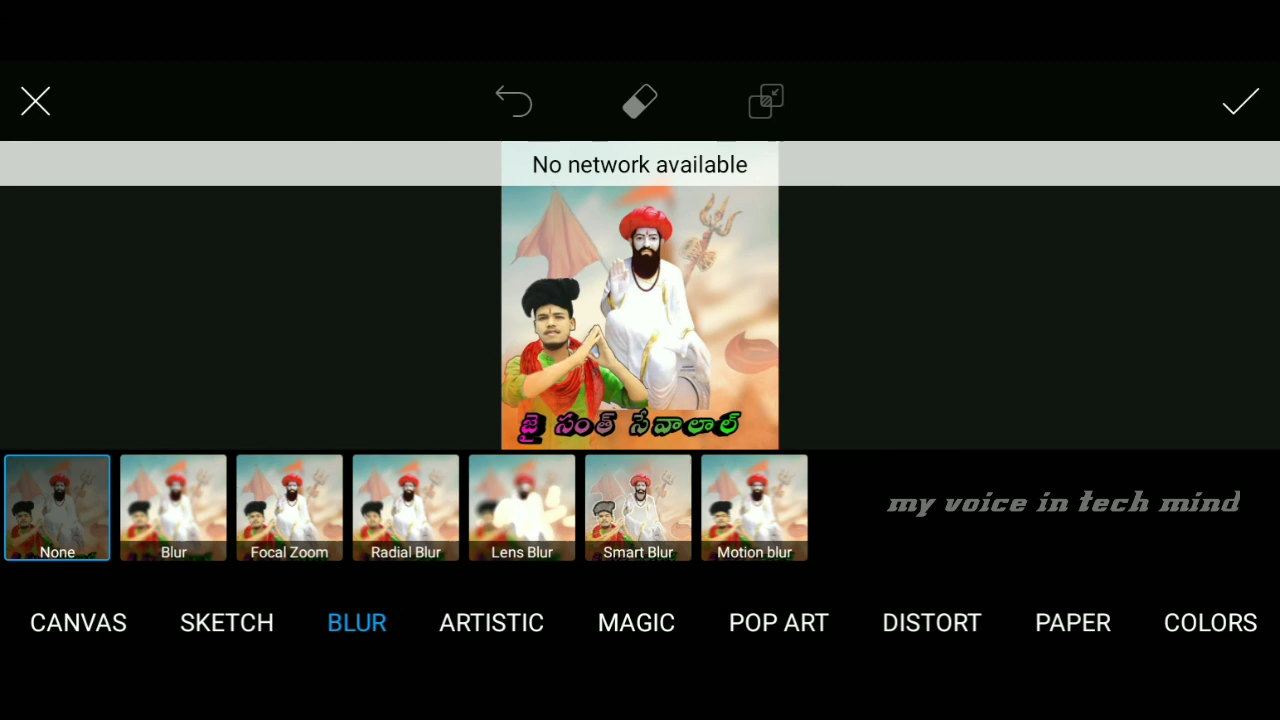 No network available
జై సంత్ సేవాలాల్
None
Blur
Focal Zoom
Radial Blur
Lens Blur
Smart Blur
Motion blur
my voice in tech mind
CANVAS
SKETCH
BLUR
ARTISTIC
MAGIC
POP ART
DISTORT
PAPER
COLORS